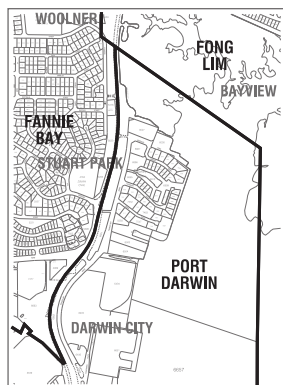 WOOLNER
FONG
LIM
BAYVIEW
FANNIE
BAY
STUART PARK
PORT
DARWIN
DARWIN CITY